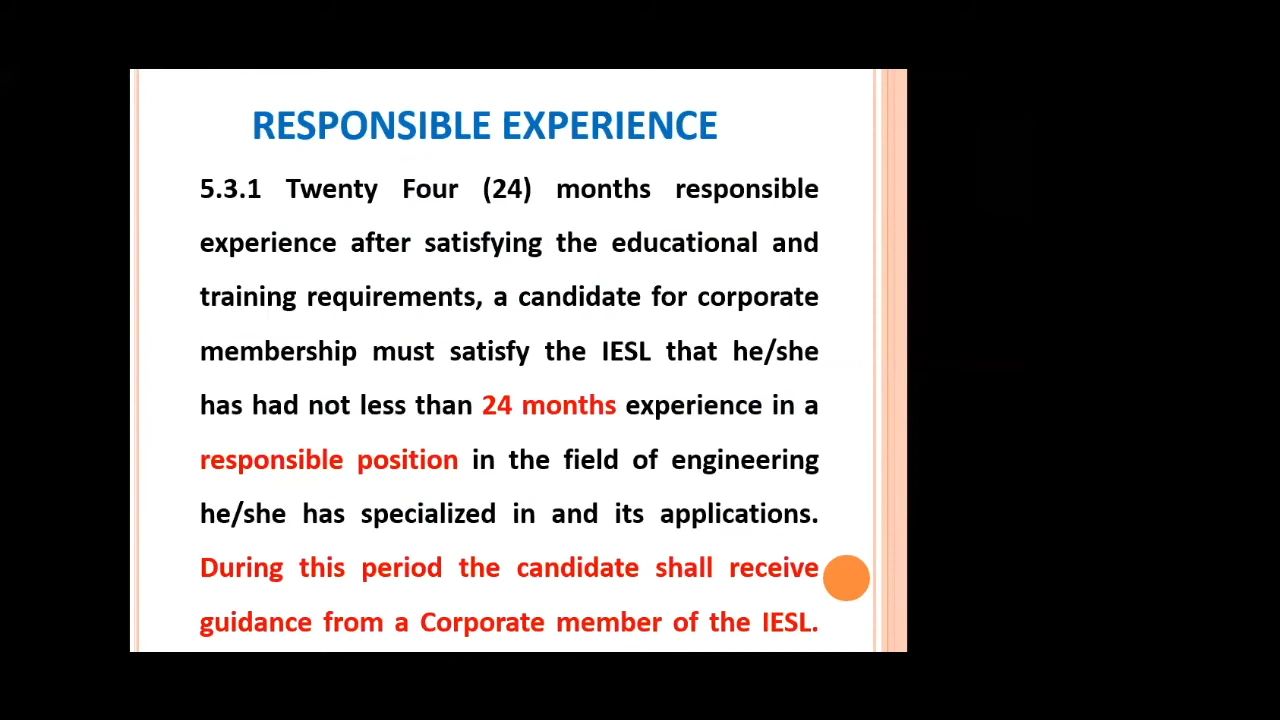 RESPONSIBLE EXPERIENCE
5.3.1 Twenty Four (24) months responsible
experience after satisfying the educational and
training requirements, a candidate for corporate
membership must satisfy the IESL that he/she
has had not less than 24 months experience in a
responsible position in the field of engineering
he/she has specialized in and its applications.
During this period the candidate shall receive
guidance from a Corporate member of the IESL.